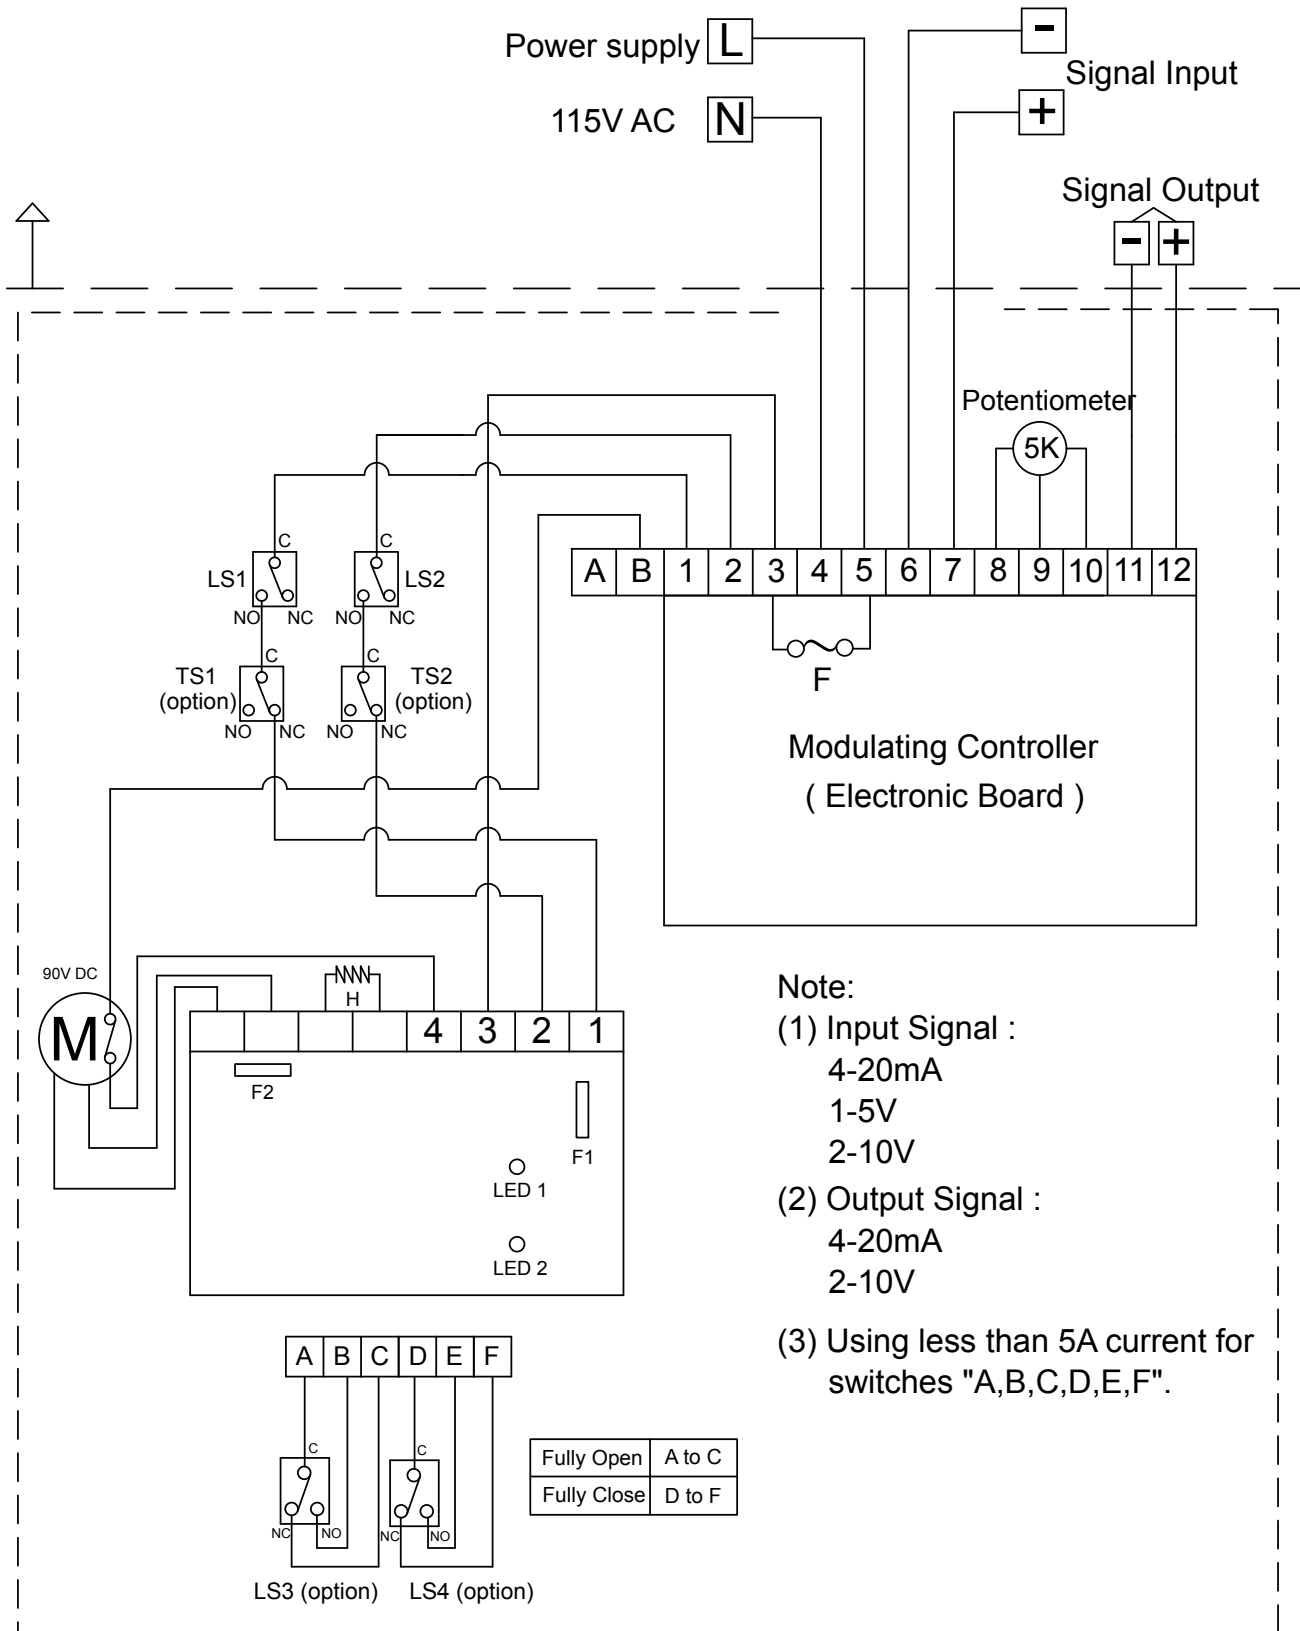 Power supply L
115V AC N
-
Signal Input
+
Signal Output
- +
Potentiometer
5K
A B 1 2 3 4 5 6 7 8 9 10 11 12
F
Modulating Controller
( Electronic Board )
C
LS1
NO NC
C
LS2
NO NC
C
TS1
(option)
NO NC
C
TS2
(option)
NO NC
90V DC
M
H
4 3 2 1
F2
F1
LED 1
LED 2
Note:
(1) Input Signal :
4-20mA
1-5V
2-10V
(2) Output Signal :
4-20mA
2-10V
(3) Using less than 5A current for
switches "A,B,C,D,E,F".
A B C D E F
C
NC NO
C
NC NO
LS3 (option) LS4 (option)
Fully Open A to C
Fully Close D to F